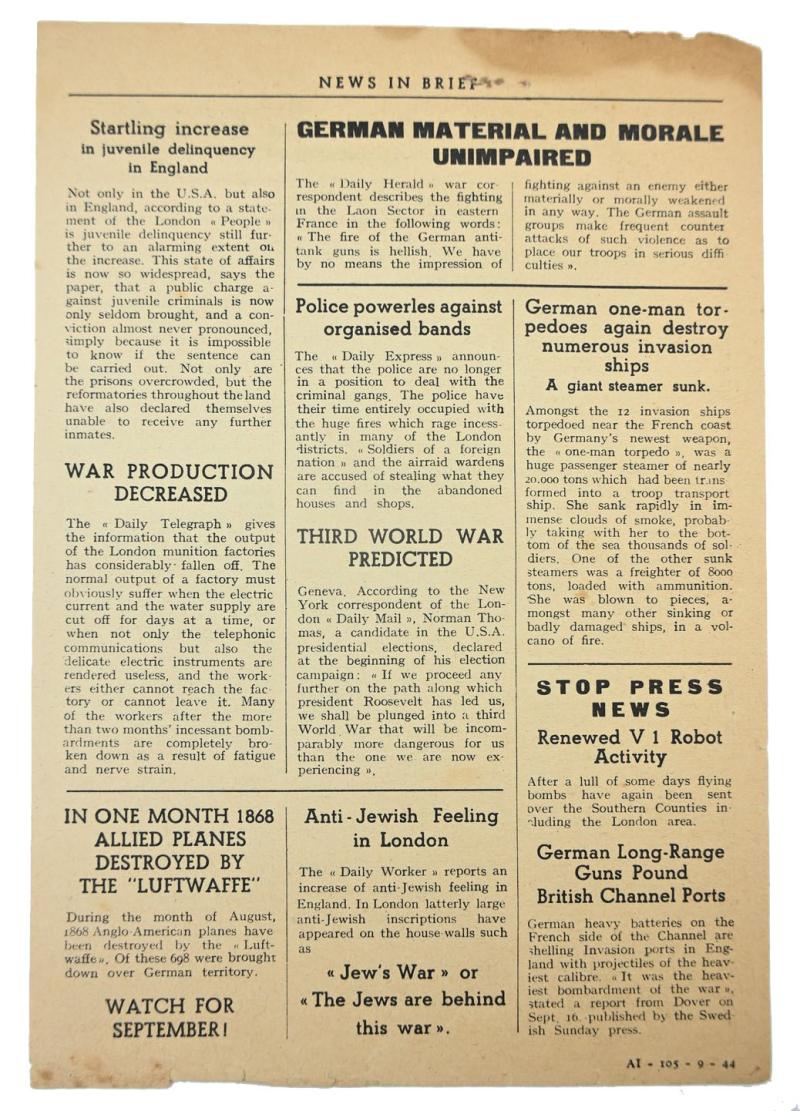 NEWS IN BRIEF
Startling increase
in juvenile delinquency
in England
Not only in the U.S.A. but also
in England, according to a state-
ment of the London « People »
is juvenile delinquency still fur-
ther to an alarming extent on
the increase. This state of affairs
is now so widespread, says the
paper, that a public charge a-
gainst juvenile criminals is now
only seldom brought, and a con-
viction almost never pronounced,
simply because it is impossible
to know if the sentence can
be carried out. Not only are
the prisons overcrowded, but the
reformatories throughout the land
have also declared themselves
unable to receive any further
inmates.
WAR PRODUCTION
DECREASED
The « Daily Telegraph » gives
the information that the output
of the London munition factories
has considerably fallen off. The
normal output of a factory must
obviously suffer when the electric
current and the water supply are
cut off for days at a time, or
when not only the telephonic
communications but also the
delicate electric instruments are
rendered useless, and the work-
ers either cannot reach the fac
tory or cannot leave it. Many
of the workers after the more
than two months' incessant bomb-
ardments are completely bro-
ken down as a result of fatigue
and nerve strain.
GERMAN MATERIAL AND MORALE
UNIMPAIRED
The « Daily Herald » war cor-
respondent describes the fighting
in the Laon Sector in eastern
France in the following words:
« The fire of the German anti-
tank guns is hellish. We have
by no means the impression of
fighting against an enemy either
materially or morally weakened
in any way. The German assault
groups make frequent counter
attacks of such violence as to
place our troops in serious diffi
culties ».
Police powerles against
organised bands
The « Daily Express » announ-
ces that the police are no longer
in a position to deal with the
criminal gangs. The police have
their time entirely occupied with
the huge fires which rage incess-
antly in many of the London
districts. « Soldiers of a foreign
nation » and the airraid wardens
are accused of stealing what they
can find in the abandoned
houses and shops.
THIRD WORLD WAR
PREDICTED
Geneva. According to the New
York correspondent of the Lon-
don « Daily Mail », Norman Tho-
mas, a candidate in the U.S.A.
presidential elections, declared
at the beginning of his election
campaign: « If we proceed any
further on the path along which
president Roosevelt has led us,
we shall be plunged into a third
World War that will be incom-
parably more dangerous for us
than the one we are now ex-
periencing ».
German one-man tor-
pedoes again destroy
numerous invasion
ships
A giant steamer sunk.
Amongst the 12 invasion ships
torpedoed near the French coast
by Germany's newest weapon,
the « one-man torpedo », was a
huge passenger steamer of nearly
20.000 tons which had been trans
formed into a troop transport
ship. She sank rapidly in im-
mense clouds of smoke, probab-
ly taking with her to the bot-
tom of the sea thousands of sol-
diers. One of the other sunk
steamers was a freighter of 8000
tons, loaded with ammunition.
She was blown to pieces, a-
mongst many other sinking or
badly damaged ships, in a vol-
cano of fire.
STOP PRESS
NEWS
Renewed V 1 Robot
Activity
After a lull of some days flying
bombs have again been sent
over the Southern Counties in-
cluding the London area.
German Long-Range
Guns Pound
British Channel Ports
German heavy batteries on the
French side of the Channel are
shelling Invasion ports in Eng-
land with projectiles of the heav-
iest calibre. « It was the heav-
iest bombardment of the war »,
stated a report from Dover on
Sept. 16. published by the Swed-
ish Sunday press.
IN ONE MONTH 1868
ALLIED PLANES
DESTROYED BY
THE "LUFTWAFFE"
During the month of August,
1868 Anglo-American planes have
been destroyed by the « Luft-
waffe». Of these 698 were brought
down over German territory.
WATCH FOR
SEPTEMBER!
Anti-Jewish Feeling
in London
The « Daily Worker » reports an
increase of anti-Jewish feeling in
England. In London latterly large
anti-Jewish inscriptions have
appeared on the house-walls such
as
« Jew's War » or
« The Jews are behind
this war ».
AI - 105 - 9 - 44